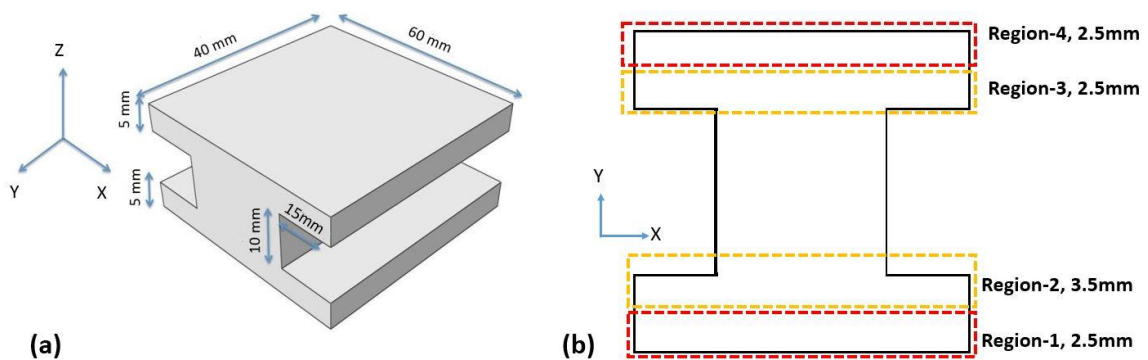 Z
Y
X
40 mm
60 mm
5 mm
5 mm
10 mm
15mm
(a)
Region-4, 2.5mm
Region-3, 2.5mm
Y
X
Region-2, 3.5mm
Region-1, 2.5mm
(b)